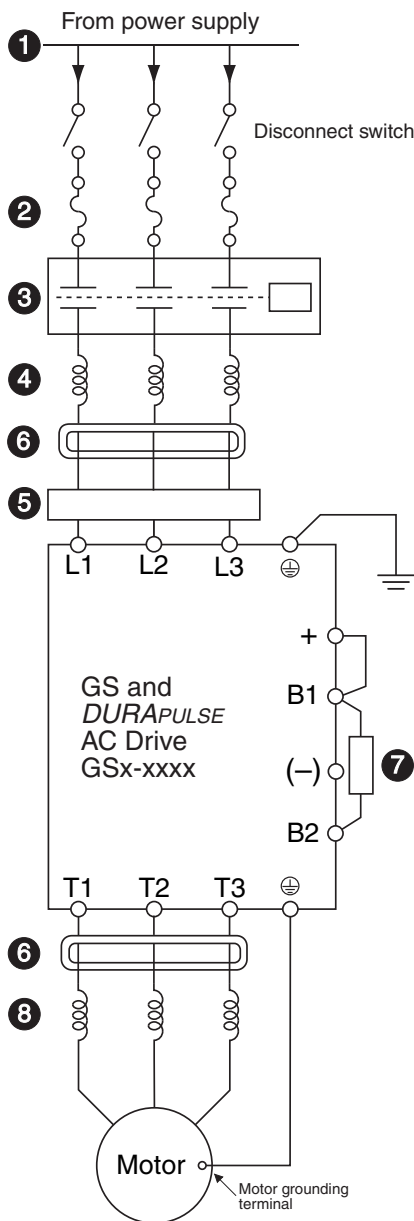 From power supply
1
Disconnect switch
2
3
4
6
5
L1 L2 L3
+
GS and
DURAPULSE
AC Drive
GSx-xxxx
B1
7
(–)
B2
T1 T2 T3
6
8
Motor
Motor grounding
terminal